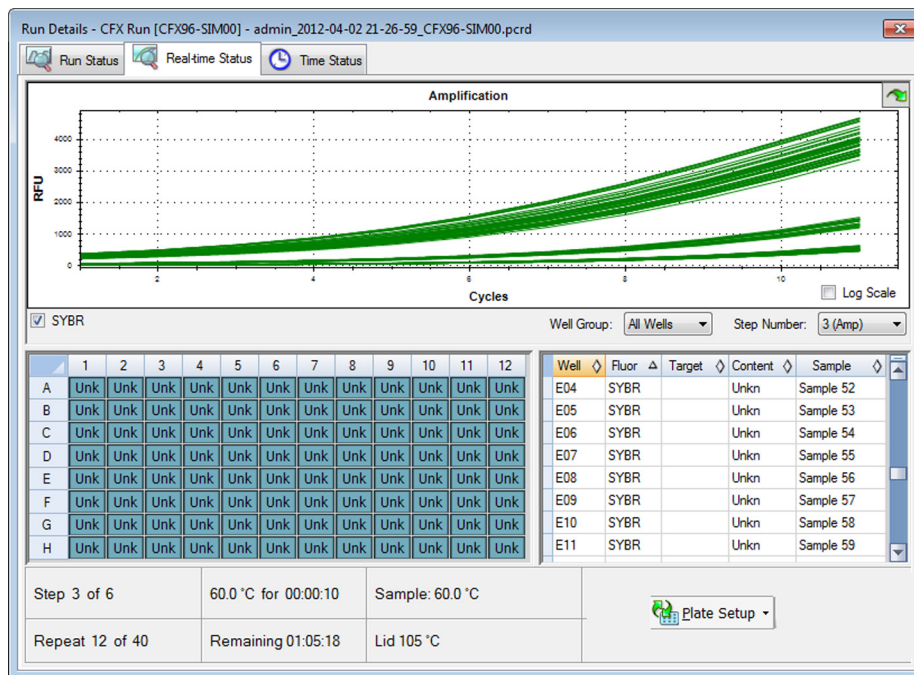 Run Details - CFX Run [CFX96-SIM00] - admin_2012-04-02 21-26-59_CFX96-SIM00.pcrd
Run Status Real-time Status Time Status
Amplification
4000
3000
2000
1000
0
RFU
2 4 6 8 10
Cycles
Log Scale
SYBR Well Group: All Wells Step Number: 3 (Amp)
1 2 3 4 5 6 7 8 9 10 11 12
A Unk Unk Unk Unk Unk Unk Unk Unk Unk Unk Unk Unk
B Unk Unk Unk Unk Unk Unk Unk Unk Unk Unk Unk Unk
C Unk Unk Unk Unk Unk Unk Unk Unk Unk Unk Unk Unk
D Unk Unk Unk Unk Unk Unk Unk Unk Unk Unk Unk Unk
E Unk Unk Unk Unk Unk Unk Unk Unk Unk Unk Unk Unk
F Unk Unk Unk Unk Unk Unk Unk Unk Unk Unk Unk Unk
G Unk Unk Unk Unk Unk Unk Unk Unk Unk Unk Unk Unk
H Unk Unk Unk Unk Unk Unk Unk Unk Unk Unk Unk Unk
Well Fluor Target Content Sample
E04 SYBR Unkn Sample 52
E05 SYBR Unkn Sample 53
E06 SYBR Unkn Sample 54
E07 SYBR Unkn Sample 55
E08 SYBR Unkn Sample 56
E09 SYBR Unkn Sample 57
E10 SYBR Unkn Sample 58
E11 SYBR Unkn Sample 59
Step 3 of 6 60.0 °C for 00:00:10 Sample: 60.0 °C
Repeat 12 of 40 Remaining 01:05:18 Lid 105 °C
Plate Setup